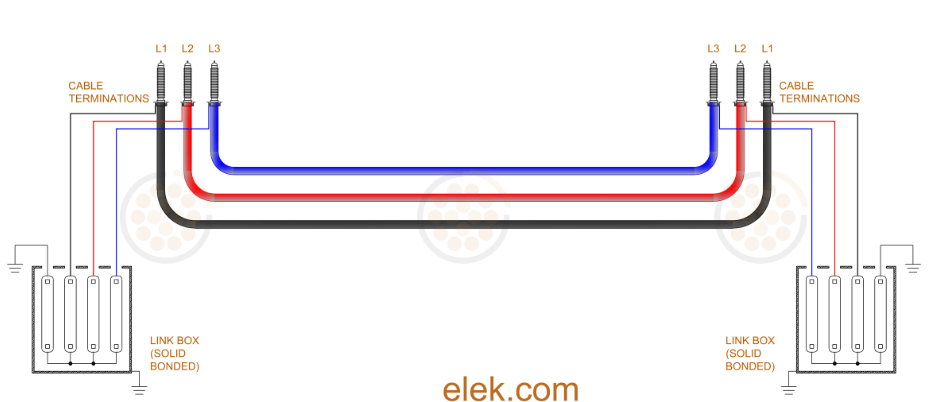 L1 L2 L3
L3 L2 L1
CABLE
TERMINATIONS
CABLE
TERMINATIONS
LINK BOX
(SOLID
BONDED)
LINK BOX
(SOLID
BONDED)
elek.com